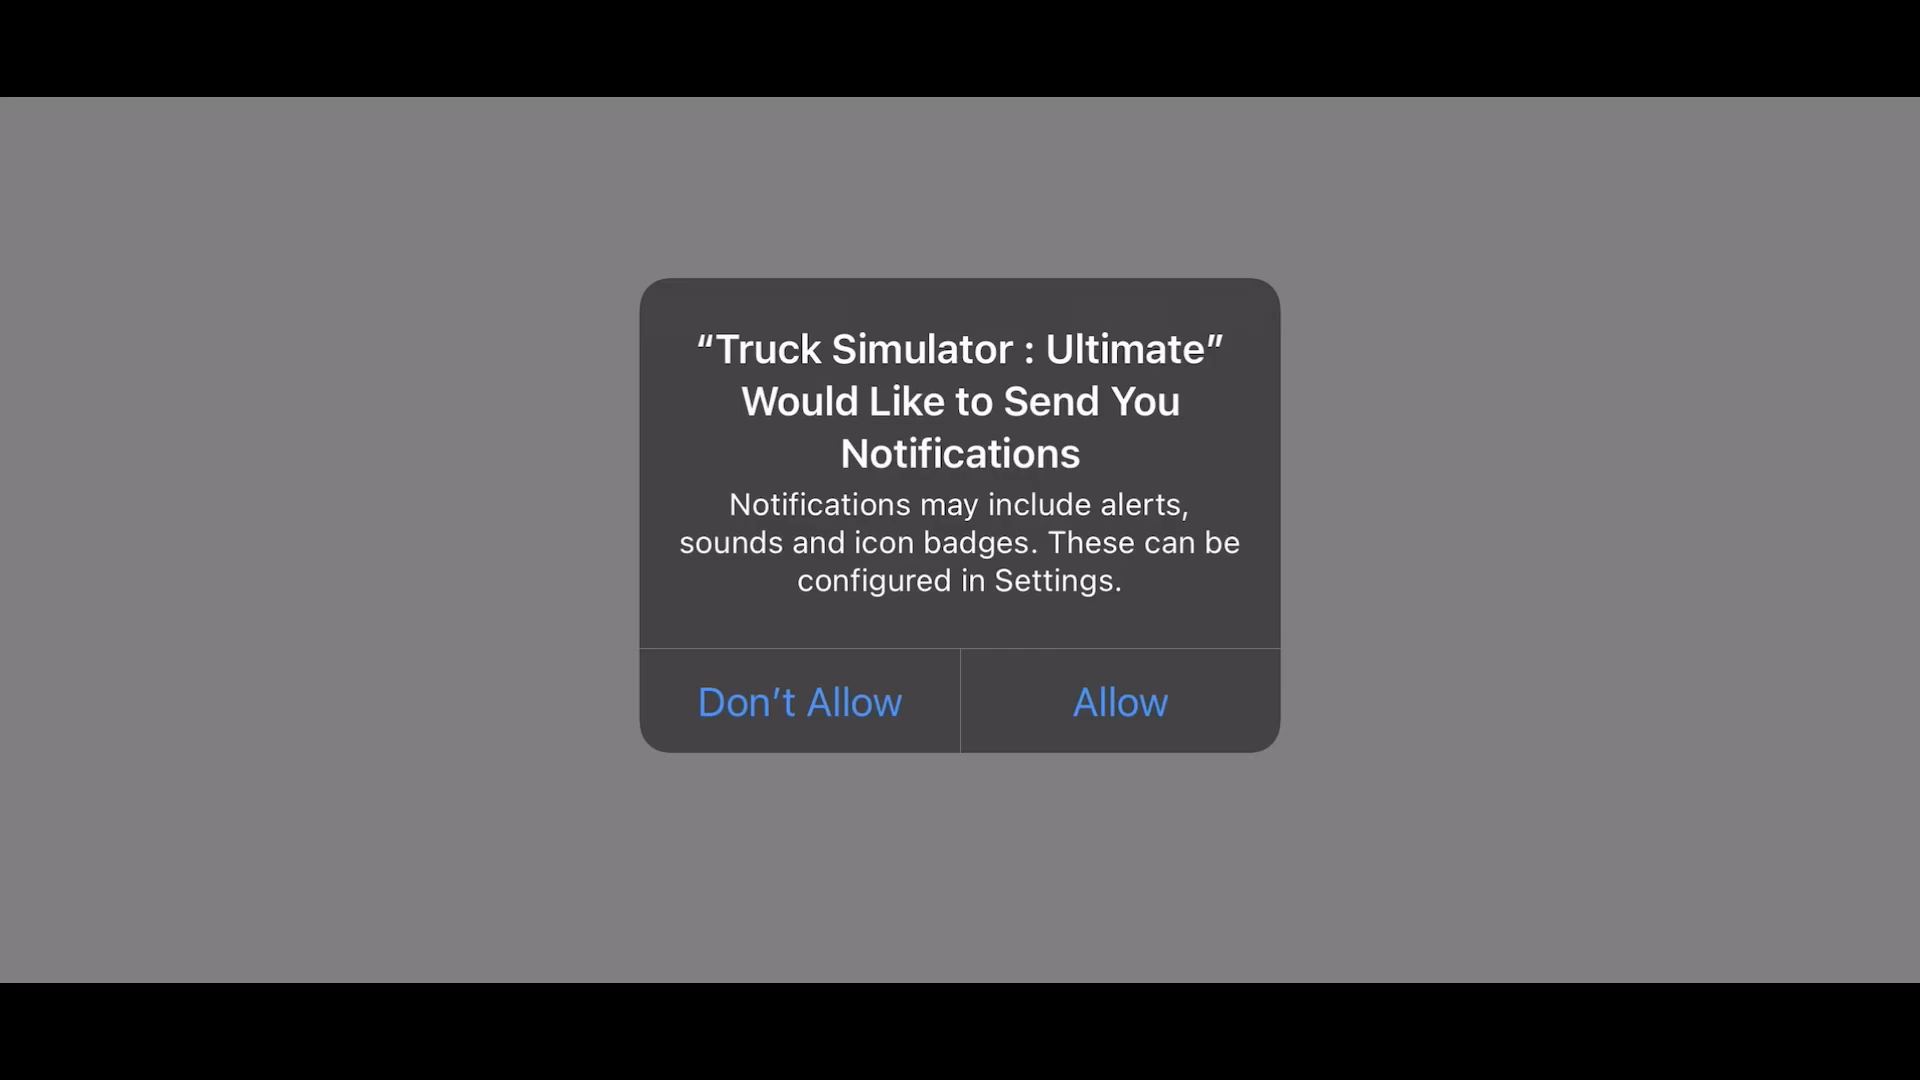 “Truck Simulator : Ultimate”
Would Like to Send You
Notifications
Notifications may include alerts,
sounds and icon badges. These can be
configured in Settings.
Don’t Allow
Allow